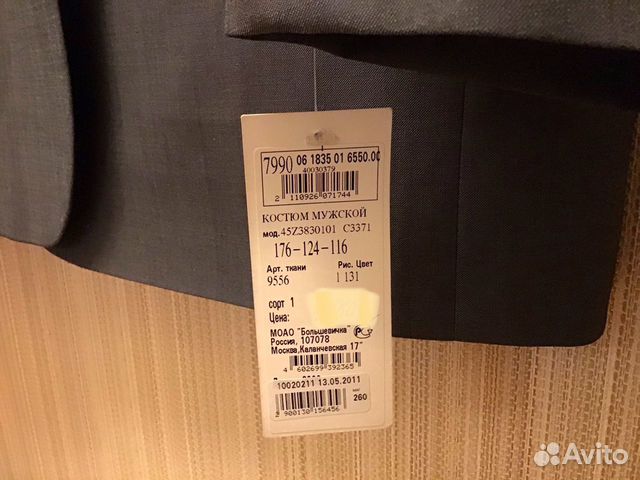 7990 06 1835 01 6550.00
40030379
2 110926 071744
КОСТЮМ МУЖСКОЙ
мод. 45Z3830101 С3371
176-124-116
Арт. ткани Рис. Цвет
9556 1 131
сорт 1
Цена:
МОАО "Большевичка"
Россия, 107078
Москва, Каланчевская 17"
4 602699 392365
10020211 13.05.2011
900130 156456
260
Avito